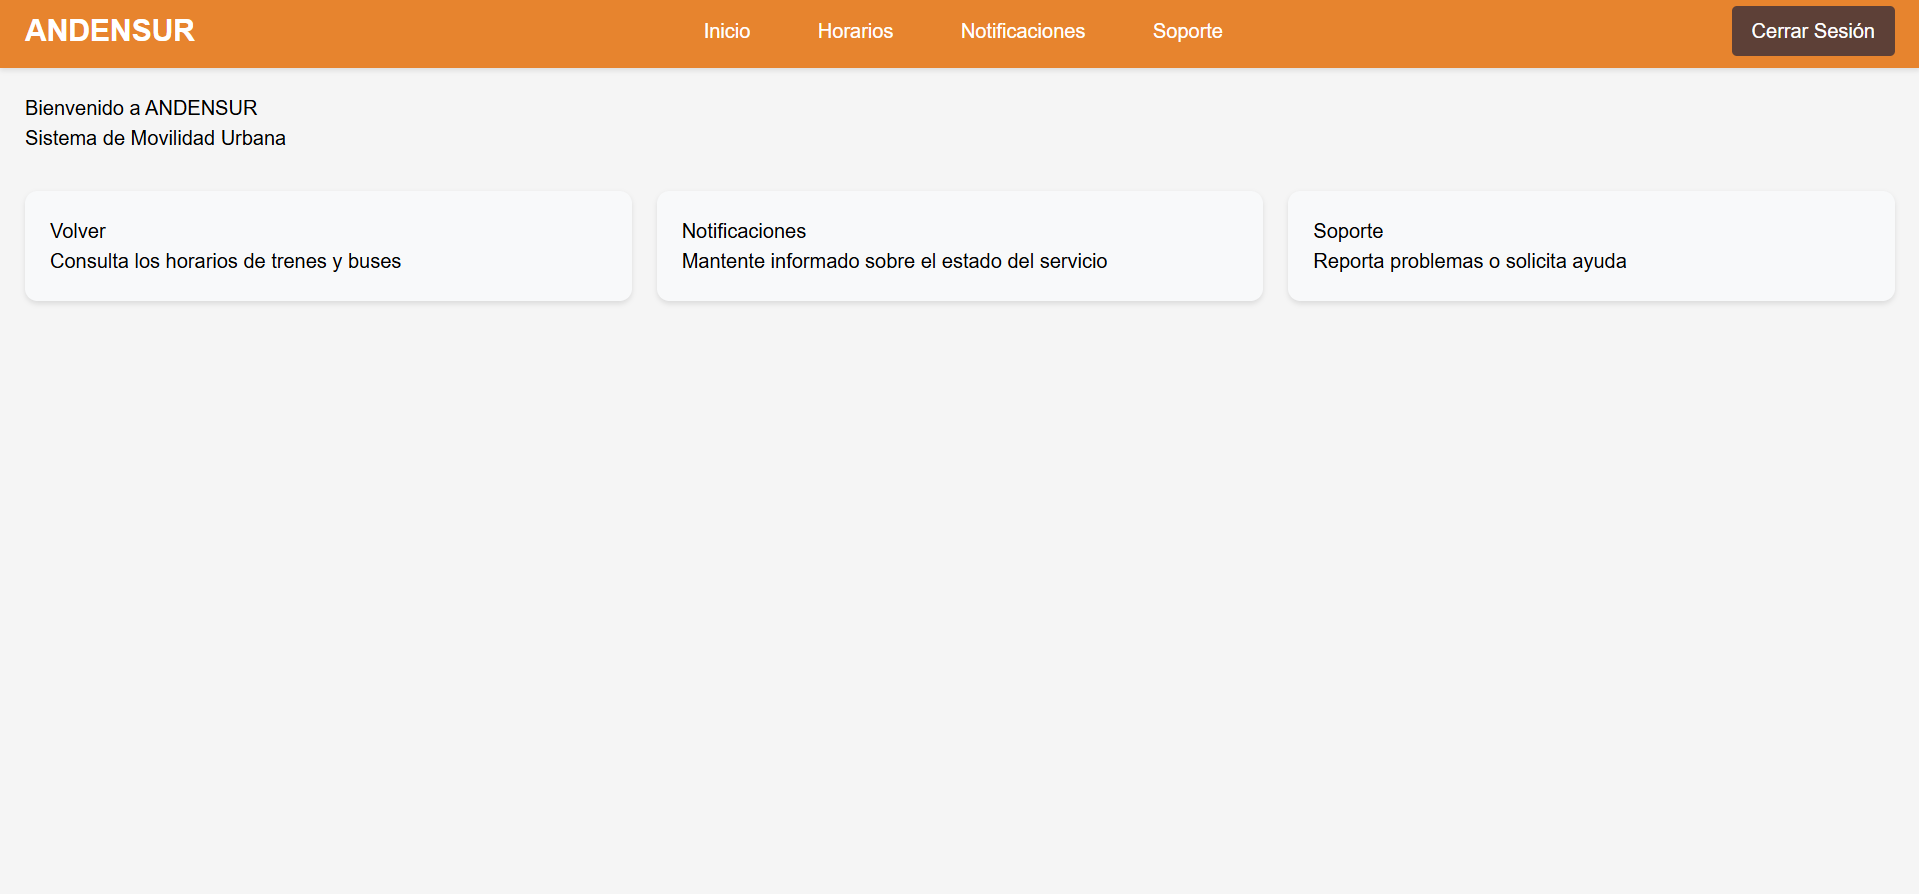 ANDENSUR
Inicio
Horarios
Notificaciones
Soporte
Cerrar Sesión
Bienvenido a ANDENSUR
Sistema de Movilidad Urbana
Volver
Consulta los horarios de trenes y buses
Notificaciones
Mantente informado sobre el estado del servicio
Soporte
Reporta problemas o solicita ayuda